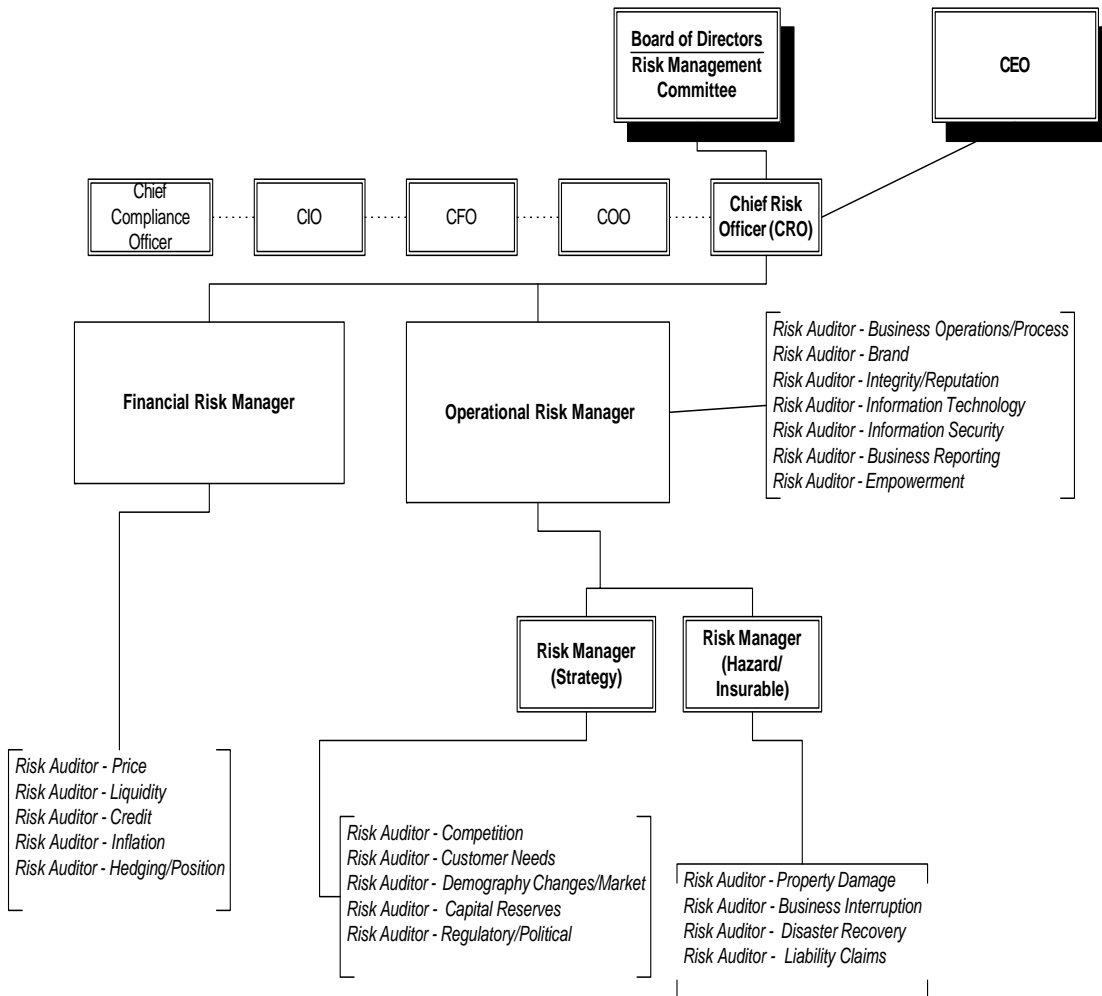 Board of Directors
Risk Management
Committee
CEO
Chief
Compliance
Officer
CIO
CFO
COO
Chief Risk
Officer (CRO)
Financial Risk Manager
Operational Risk Manager
Risk Auditor - Business Operations/Process
Risk Auditor - Brand
Risk Auditor - Integrity/Reputation
Risk Auditor - Information Technology
Risk Auditor - Information Security
Risk Auditor - Business Reporting
Risk Auditor - Empowerment
Risk Manager
(Strategy)
Risk Manager
(Hazard/
Insurable)
Risk Auditor - Price
Risk Auditor - Liquidity
Risk Auditor - Credit
Risk Auditor - Inflation
Risk Auditor - Hedging/Position
Risk Auditor - Competition
Risk Auditor - Customer Needs
Risk Auditor - Demography Changes/Market
Risk Auditor - Capital Reserves
Risk Auditor - Regulatory/Political
Risk Auditor - Property Damage
Risk Auditor - Business Interruption
Risk Auditor - Disaster Recovery
Risk Auditor - Liability Claims